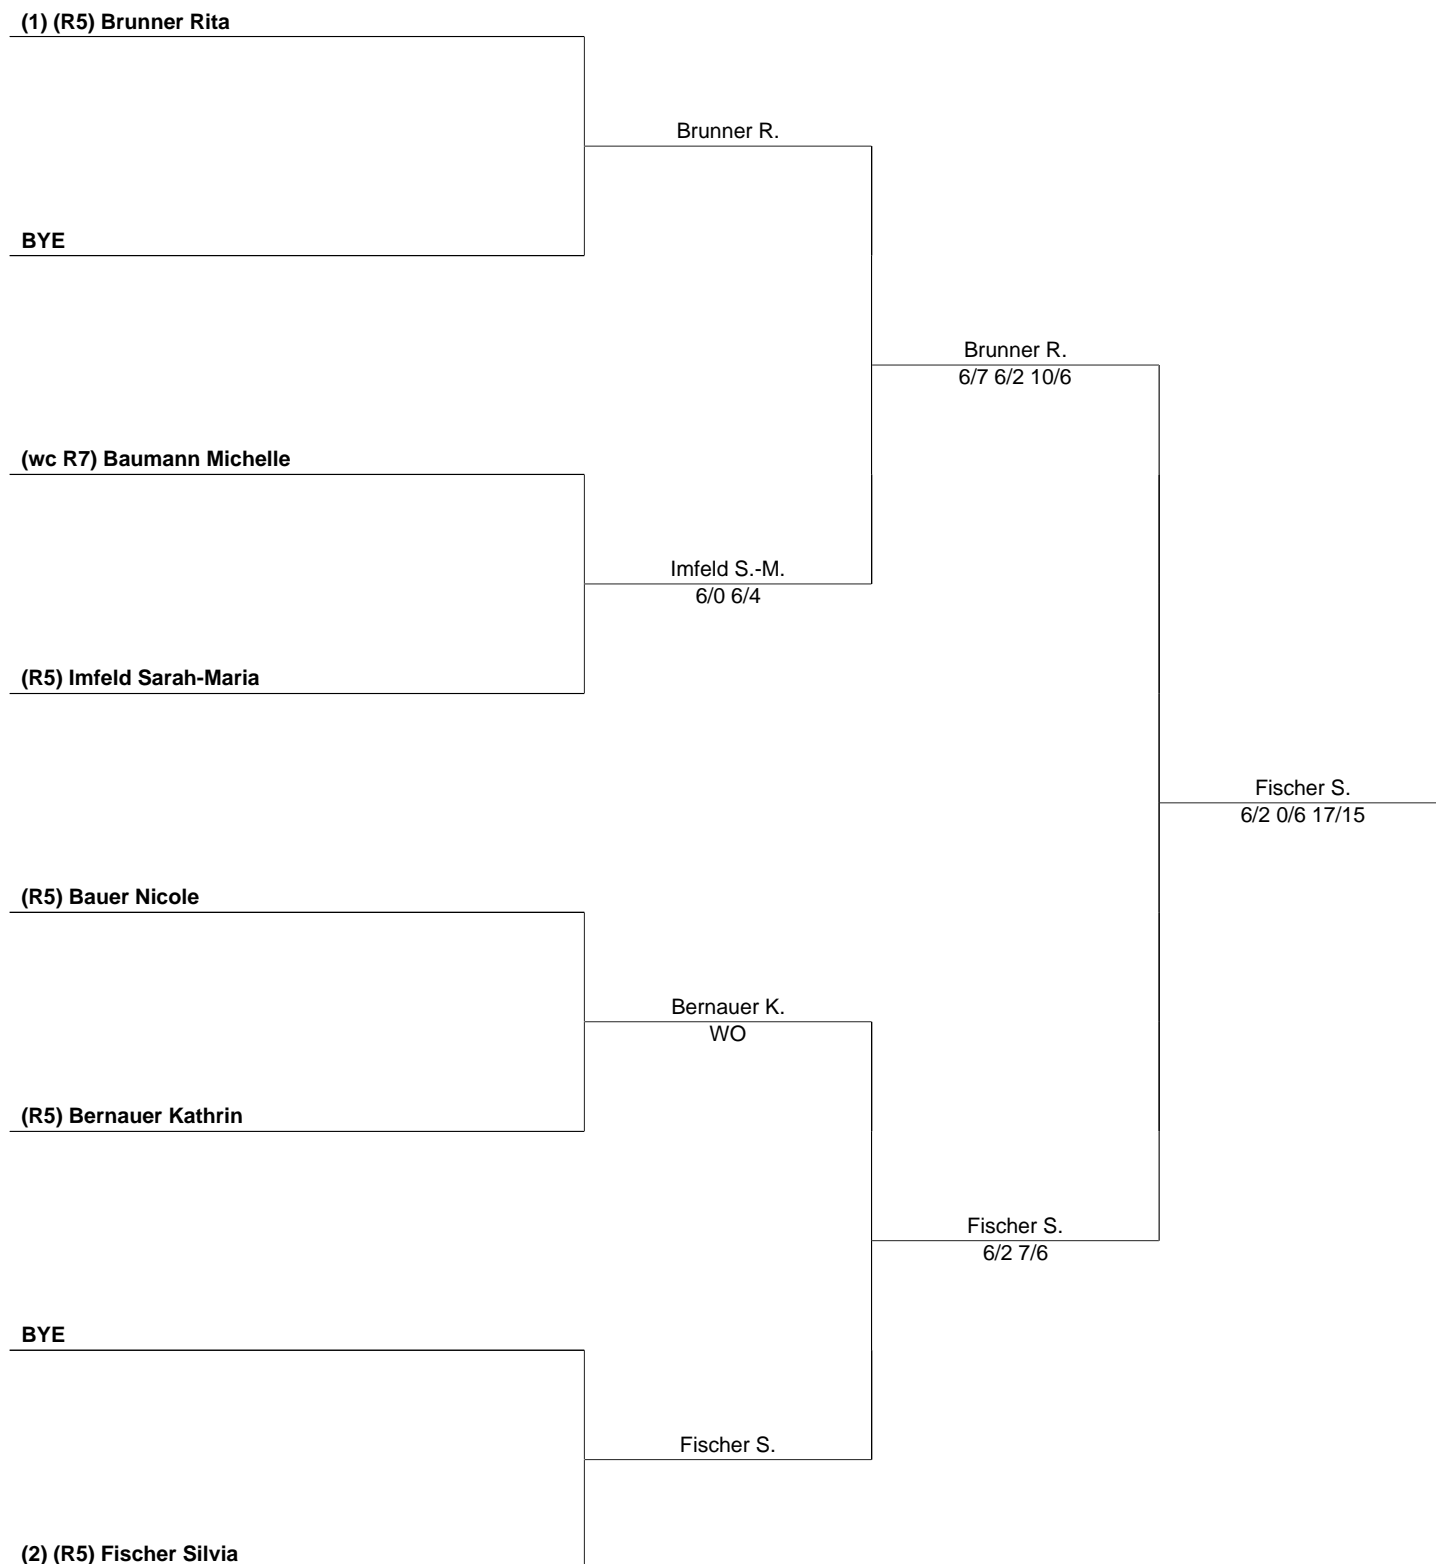 (1) (R5) Brunner Rita
Brunner R.
BYE
Brunner R.
6/7 6/2 10/6
(wc R7) Baumann Michelle
Imfeld S.-M.
6/0 6/4
(R5) Imfeld Sarah-Maria
Fischer S.
6/2 0/6 17/15
(R5) Bauer Nicole
Bernauer K.
WO
(R5) Bernauer Kathrin
Fischer S.
6/2 7/6
BYE
Fischer S.
(2) (R5) Fischer Silvia